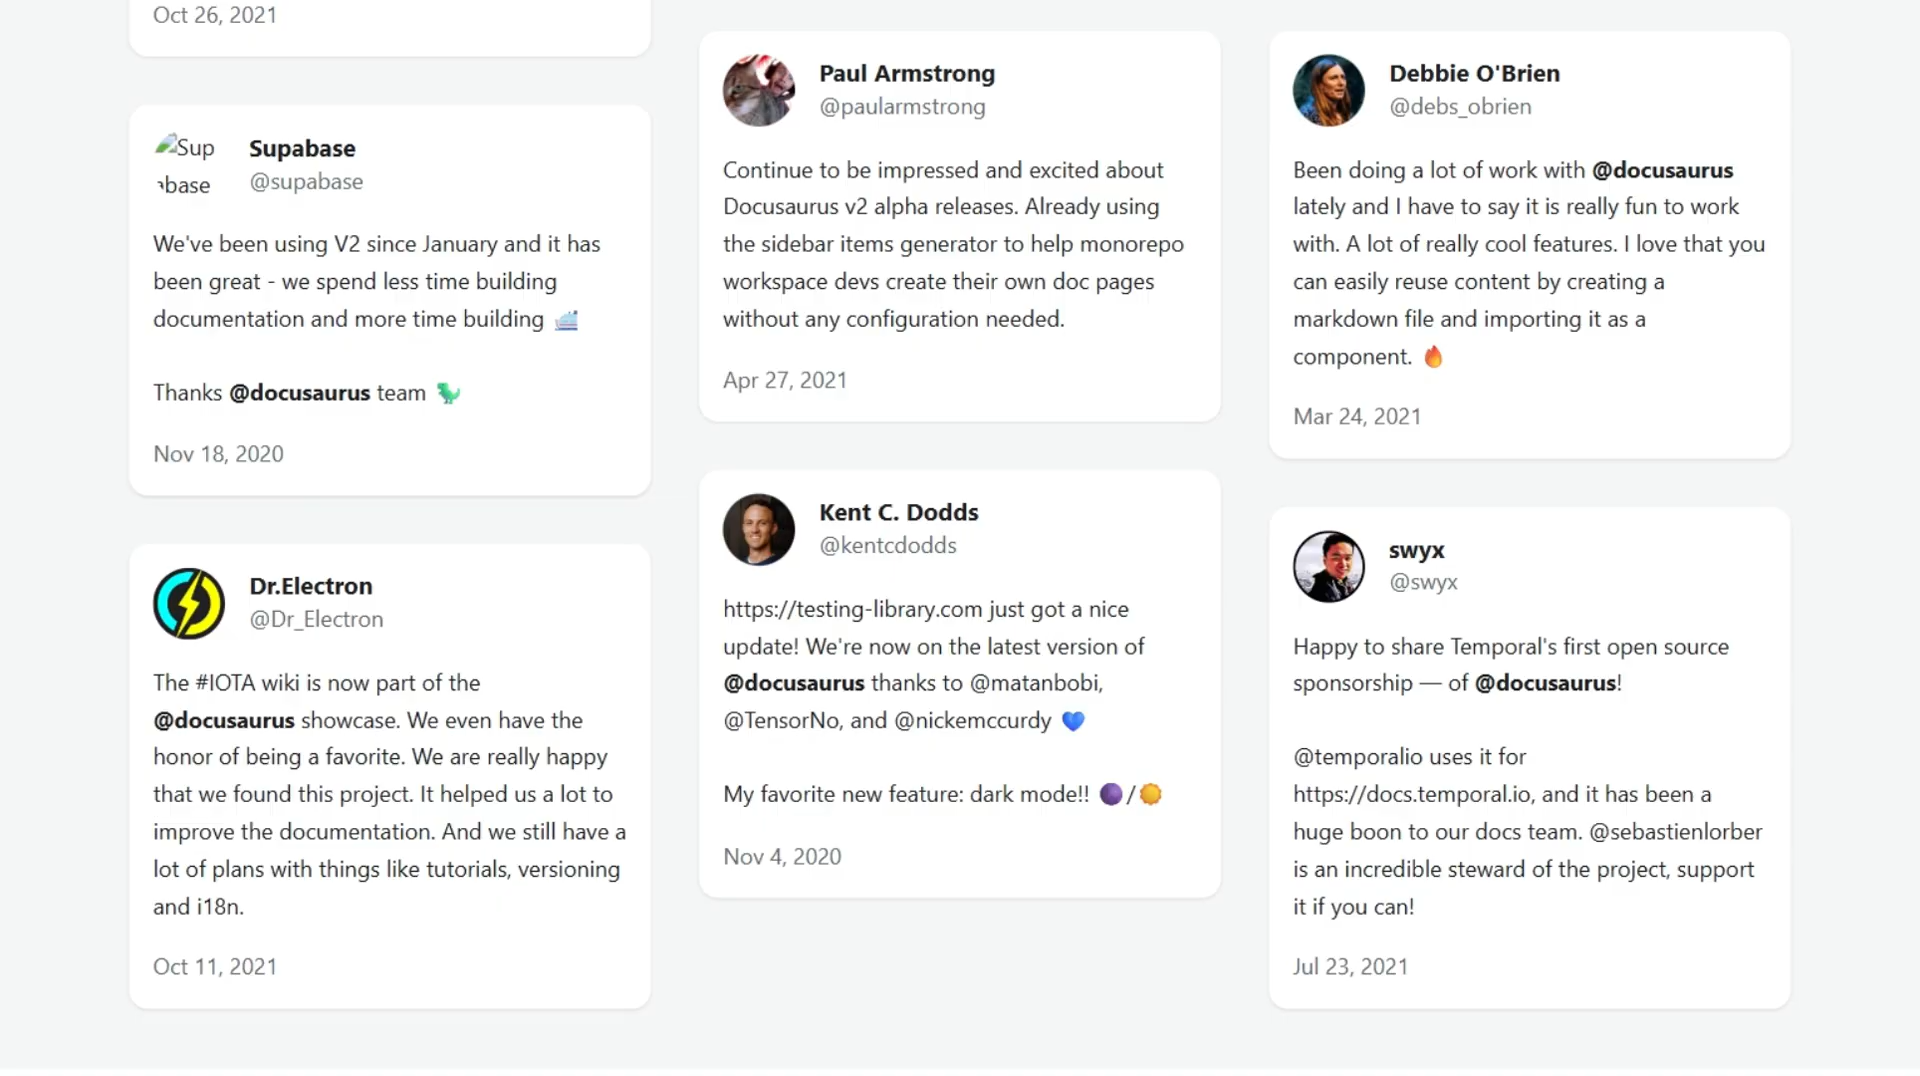 Oct 26, 2021
Sup
abase
Supabase
@supabase
We've been using V2 since January and it has
been great - we spend less time building
documentation and more time building 🛳️
Thanks @docusaurus team 🦖
Nov 18, 2020
Dr.Electron
@Dr_Electron
The #IOTA wiki is now part of the
@docusaurus showcase. We even have the
honor of being a favorite. We are really happy
that we found this project. It helped us a lot to
improve the documentation. And we still have a
lot of plans with things like tutorials, versioning
and i18n.
Oct 11, 2021
Paul Armstrong
@paularmstrong
Continue to be impressed and excited about
Docusaurus v2 alpha releases. Already using
the sidebar items generator to help monorepo
workspace devs create their own doc pages
without any configuration needed.
Apr 27, 2021
Kent C. Dodds
@kentcdodds
https://testing-library.com just got a nice
update! We're now on the latest version of
@docusaurus thanks to @matanbobi,
@TensorNo, and @nickemccurdy 💙
My favorite new feature: dark mode!! 🌑/☀️
Nov 4, 2020
Debbie O'Brien
@debs_obrien
Been doing a lot of work with @docusaurus
lately and I have to say it is really fun to work
with. A lot of really cool features. I love that you
can easily reuse content by creating a
markdown file and importing it as a
component. 🔥
Mar 24, 2021
swyx
@swyx
Happy to share Temporal's first open source
sponsorship — of @docusaurus!
@temporalio uses it for
https://docs.temporal.io, and it has been a
huge boon to our docs team. @sebastienlorber
is an incredible steward of the project, support
it if you can!
Jul 23, 2021